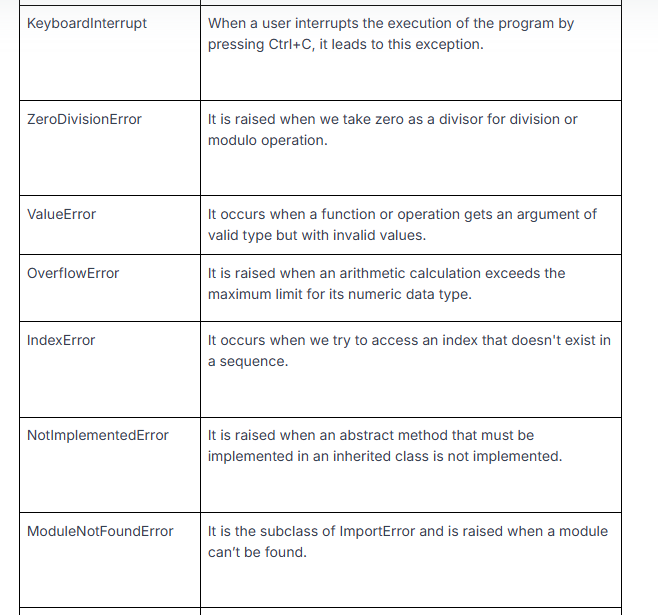 KeyboardInterrupt
When a user interrupts the execution of the program by
pressing Ctrl+C, it leads to this exception.
ZeroDivisionError
It is raised when we take zero as a divisor for division or
modulo operation.
ValueError
It occurs when a function or operation gets an argument of
valid type but with invalid values.
OverflowError
It is raised when an arithmetic calculation exceeds the
maximum limit for its numeric data type.
IndexError
It occurs when we try to access an index that doesn't exist in
a sequence.
NotImplementedError
It is raised when an abstract method that must be
implemented in an inherited class is not implemented.
ModuleNotFoundError
It is the subclass of ImportError and is raised when a module
can’t be found.